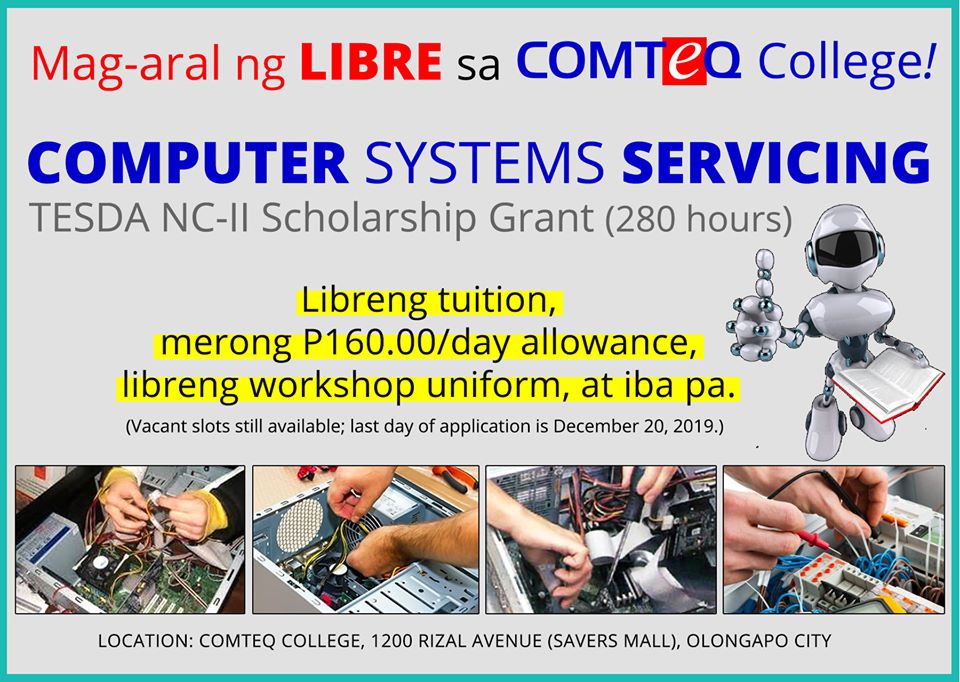 Mag-aral ng LIBRE sa COMTeQ College!
COMPUTER SYSTEMS SERVICING
TESDA NC-II Scholarship Grant (280 hours)
Libreng tuition,
merong P160.00/day allowance,
libreng workshop uniform, at iba pa.
(Vacant slots still available; last day of application is December 20, 2019.)
LOCATION: COMTEQ COLLEGE, 1200 RIZAL AVENUE (SAVERS MALL), OLONGAPO CITY